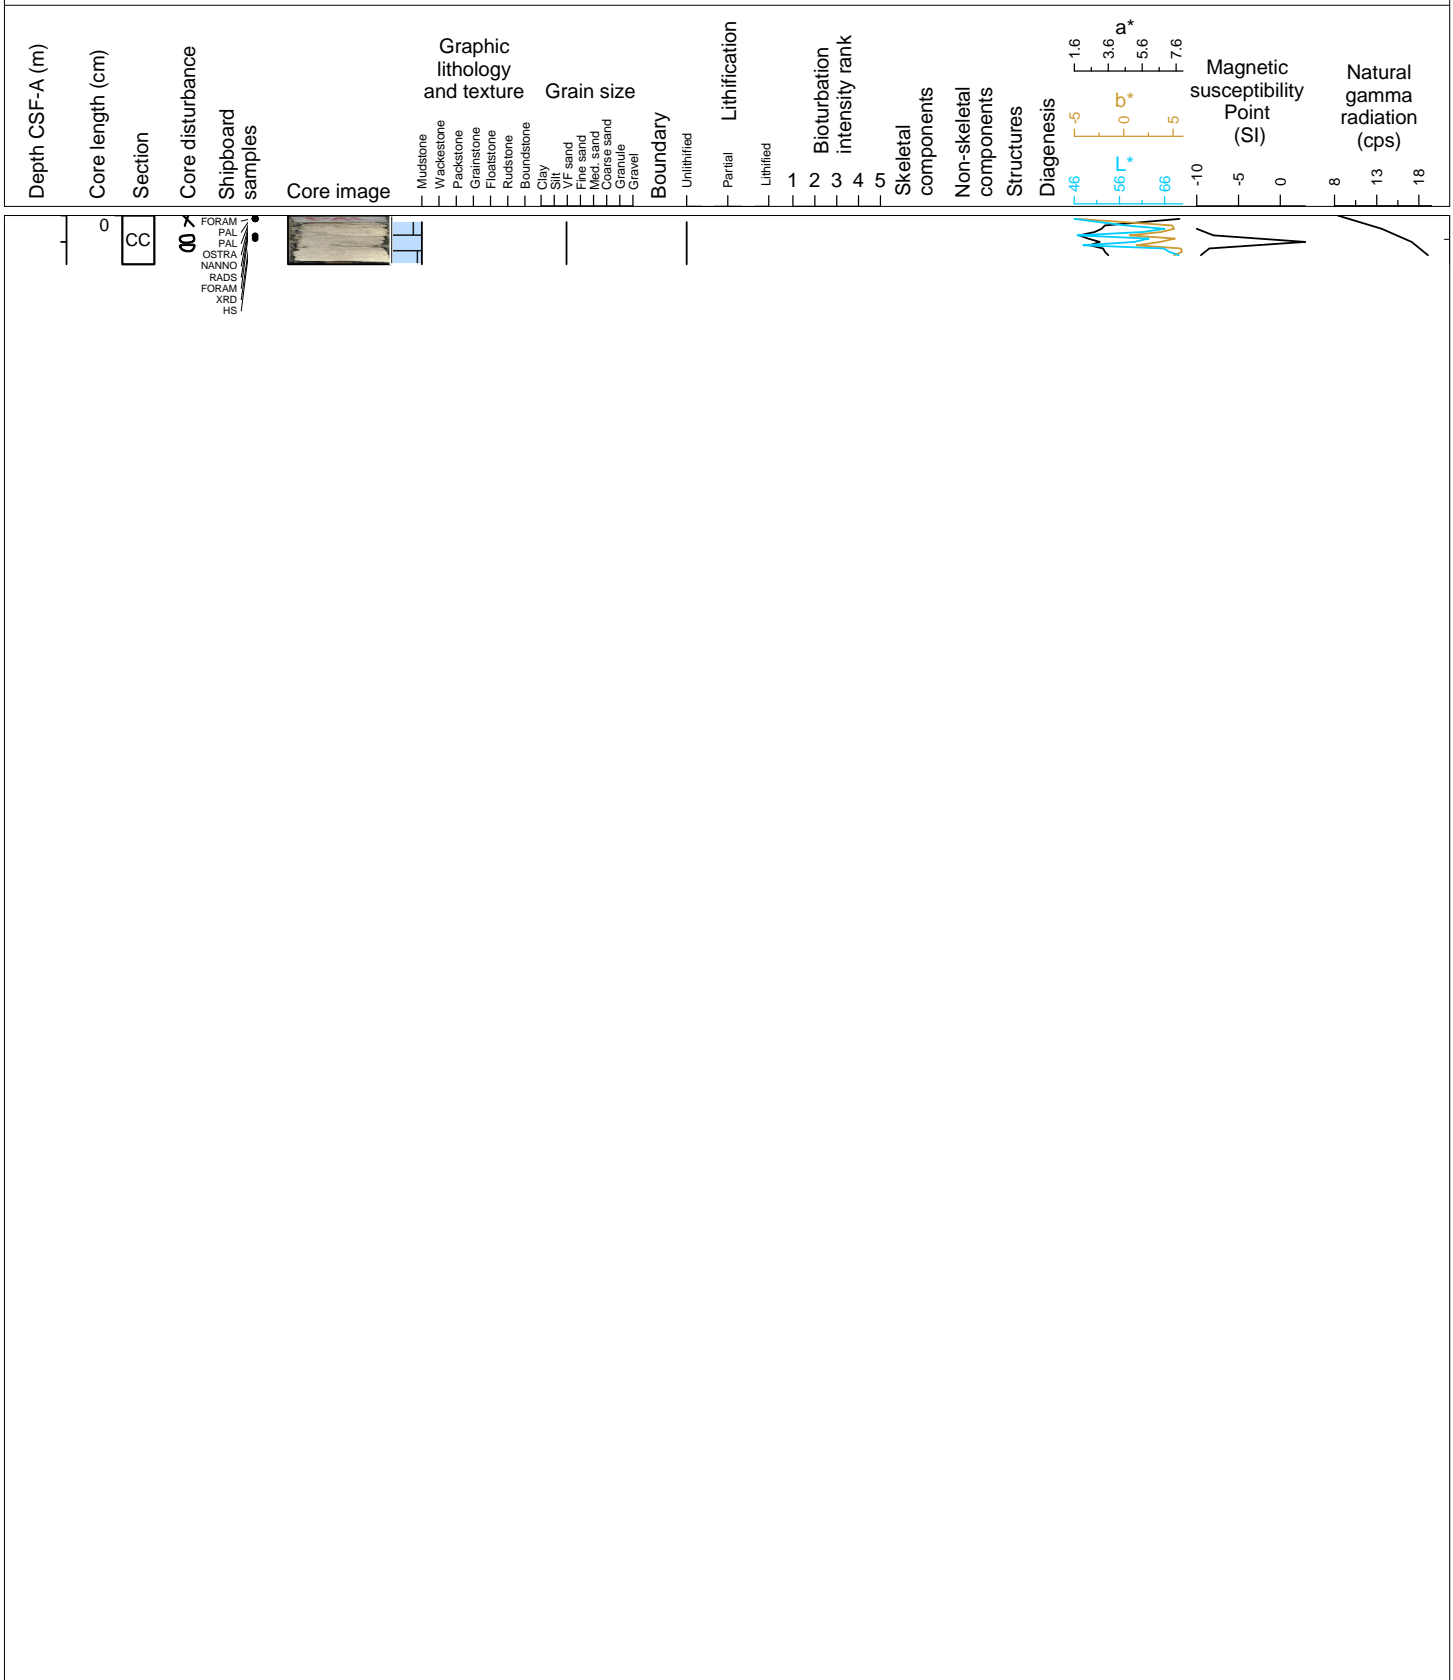 Depth CSF-A (m)
Core length (cm)
Section
Core disturbance
Shipboard
samples
Core image
Graphic
lithology
and texture
Mudstone
Wackestone
Packstone
Grainstone
Floatstone
Rudstone
Boundstone
Grain size
Clay
Silt
VF sand
Fine sand
Med. sand
Coarse sand
Granule
Gravel
Boundary
Lithification
Unlithified
Partial
Lithified
Bioturbation
intensity rank
1 2 3 4 5
Skeletal
components
Non-skeletal
components
Structures
Diagenesis
a*
1.6 3.6 5.6 7.6
b*
-5 0 5
L*
46 56 66
Magnetic
susceptibility
Point
(SI)
-10 -5 0
Natural
gamma
radiation
(cps)
8 13 18
0
CC
FORAM
PAL
PAL
OSTRA
NANNO
RADS
FORAM
XRD
HS